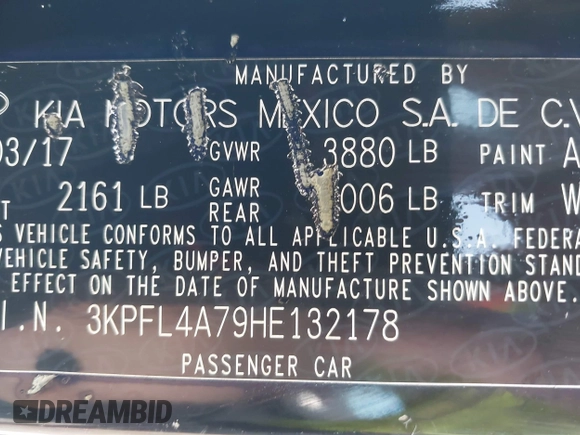 MANUFACTURED BY
KIA MOTORS MEXICO S.A. DE C.V
03/17 GVWR 3880 LB PAINT A
2161 LB GAWR REAR 006 LB TRIM W
S VEHICLE CONFORMS TO ALL APPLICABLE U.S.A. FEDERA
VEHICLE SAFETY, BUMPER, AND THEFT PREVENTION STAND
EFFECT ON THE DATE OF MANUFACTURE SHOWN ABOVE.
I.N. 3KPFL4A79HE132178
PASSENGER CAR
DREAMBID